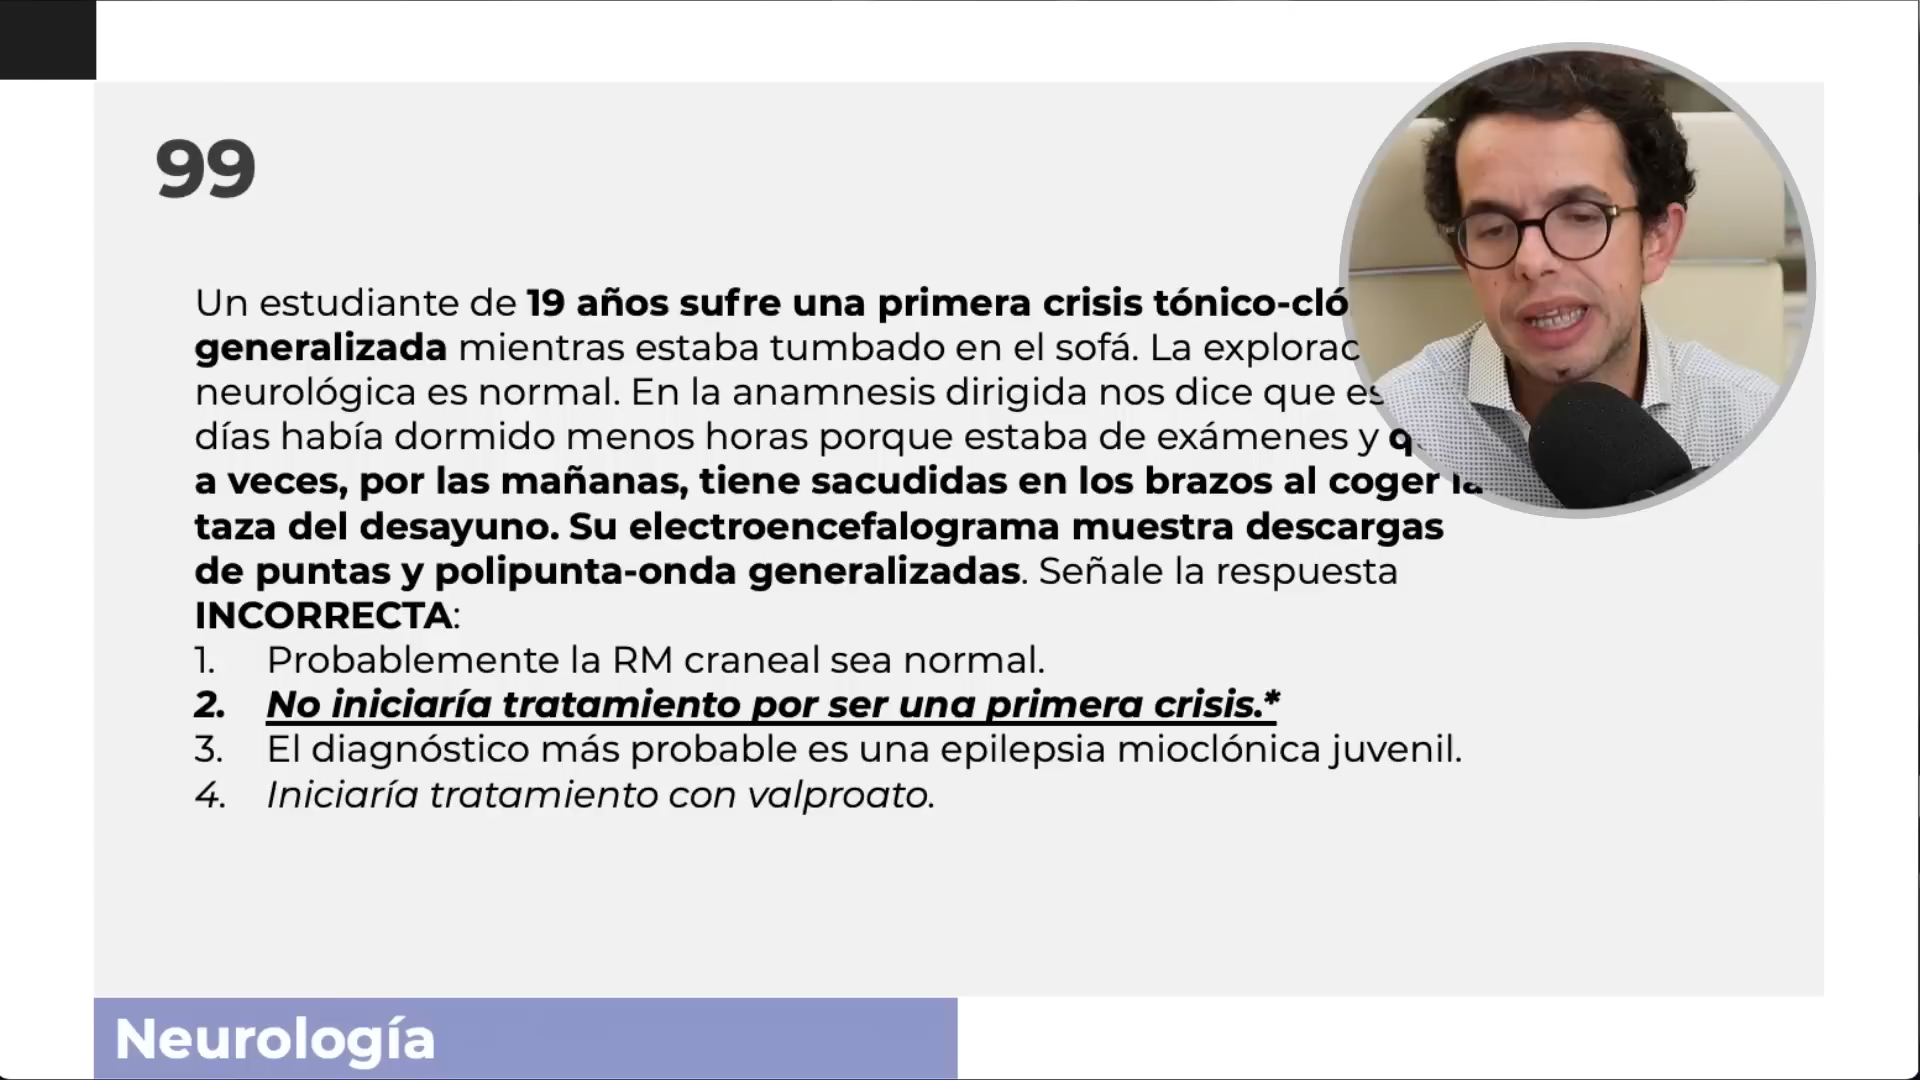 99
Un estudiante de 19 años sufre una primera crisis
generalizada mientras estaba tumbado en el sofá. La
neurológica es normal. En la anamnesis dirigida nos dice que
días había dormido menos horas porque estaba de exámenes y
a veces, por las mañanas, tiene sacudidas en los brazos al coger la
taza del desayuno. Su electroencefalograma muestra descargas
de puntas y polipunta-onda generalizadas. Señale la respuesta
INCORRECTA:
1. Probablemente la RM craneal sea normal.
2. No iniciaría tratamiento por ser una primera crisis.*
3. El diagnóstico más probable es una epilepsia mioclónica juvenil.
4. Iniciaría tratamiento con valproato.
Neurología